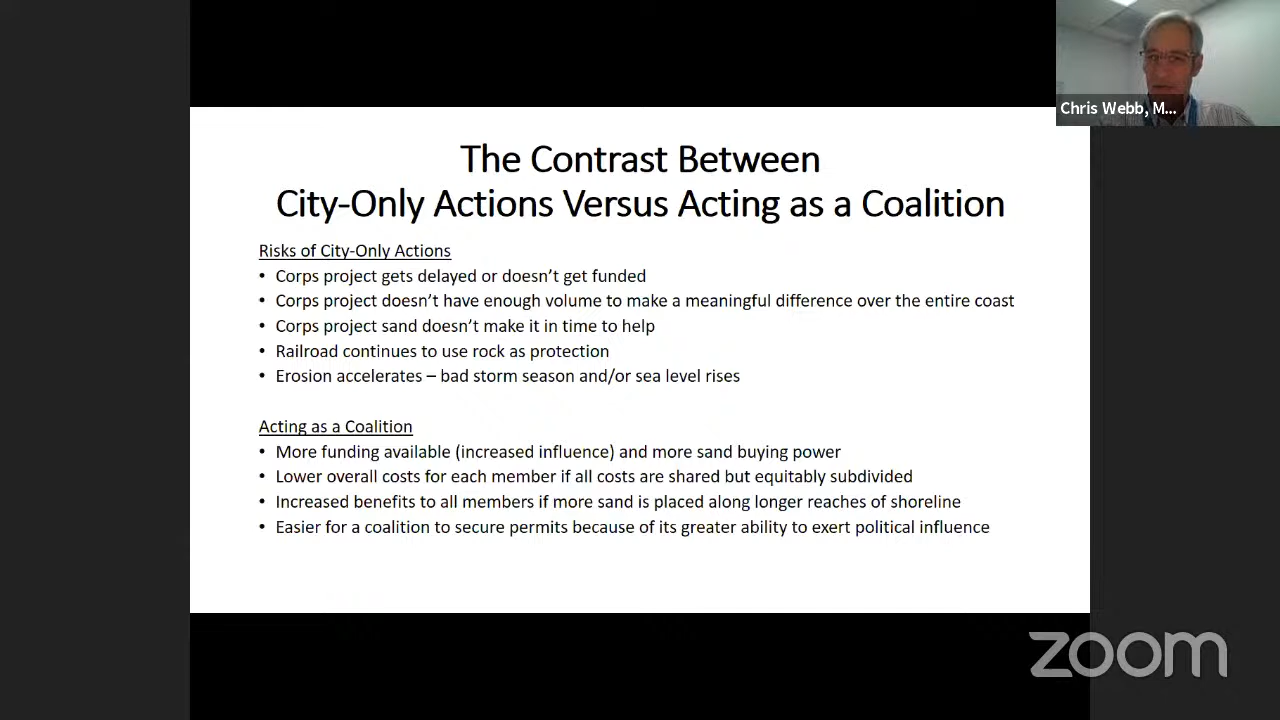 Chris Webb, M...
The Contrast Between
City-Only Actions Versus Acting as a Coalition
Risks of City-Only Actions
• Corps project gets delayed or doesn’t get funded
• Corps project doesn’t have enough volume to make a meaningful difference over the entire coast
• Corps project sand doesn’t make it in time to help
• Railroad continues to use rock as protection
• Erosion accelerates – bad storm season and/or sea level rises
Acting as a Coalition
• More funding available (increased influence) and more sand buying power
• Lower overall costs for each member if all costs are shared but equitably subdivided
• Increased benefits to all members if more sand is placed along longer reaches of shoreline
• Easier for a coalition to secure permits because of its greater ability to exert political influence
zoom